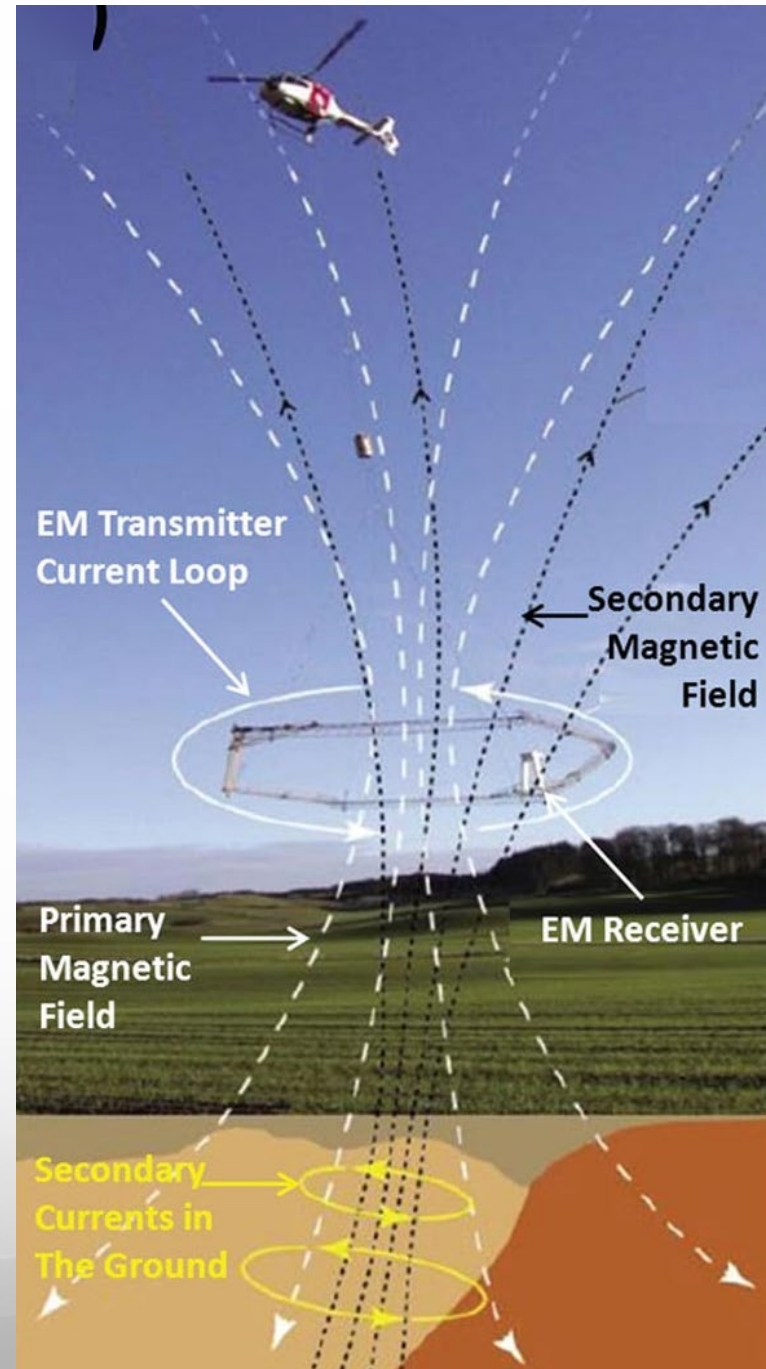 EM Transmitter
Current Loop
Secondary
Magnetic
Field
Primary
Magnetic
Field
EM Receiver
Secondary
Currents in
The Ground